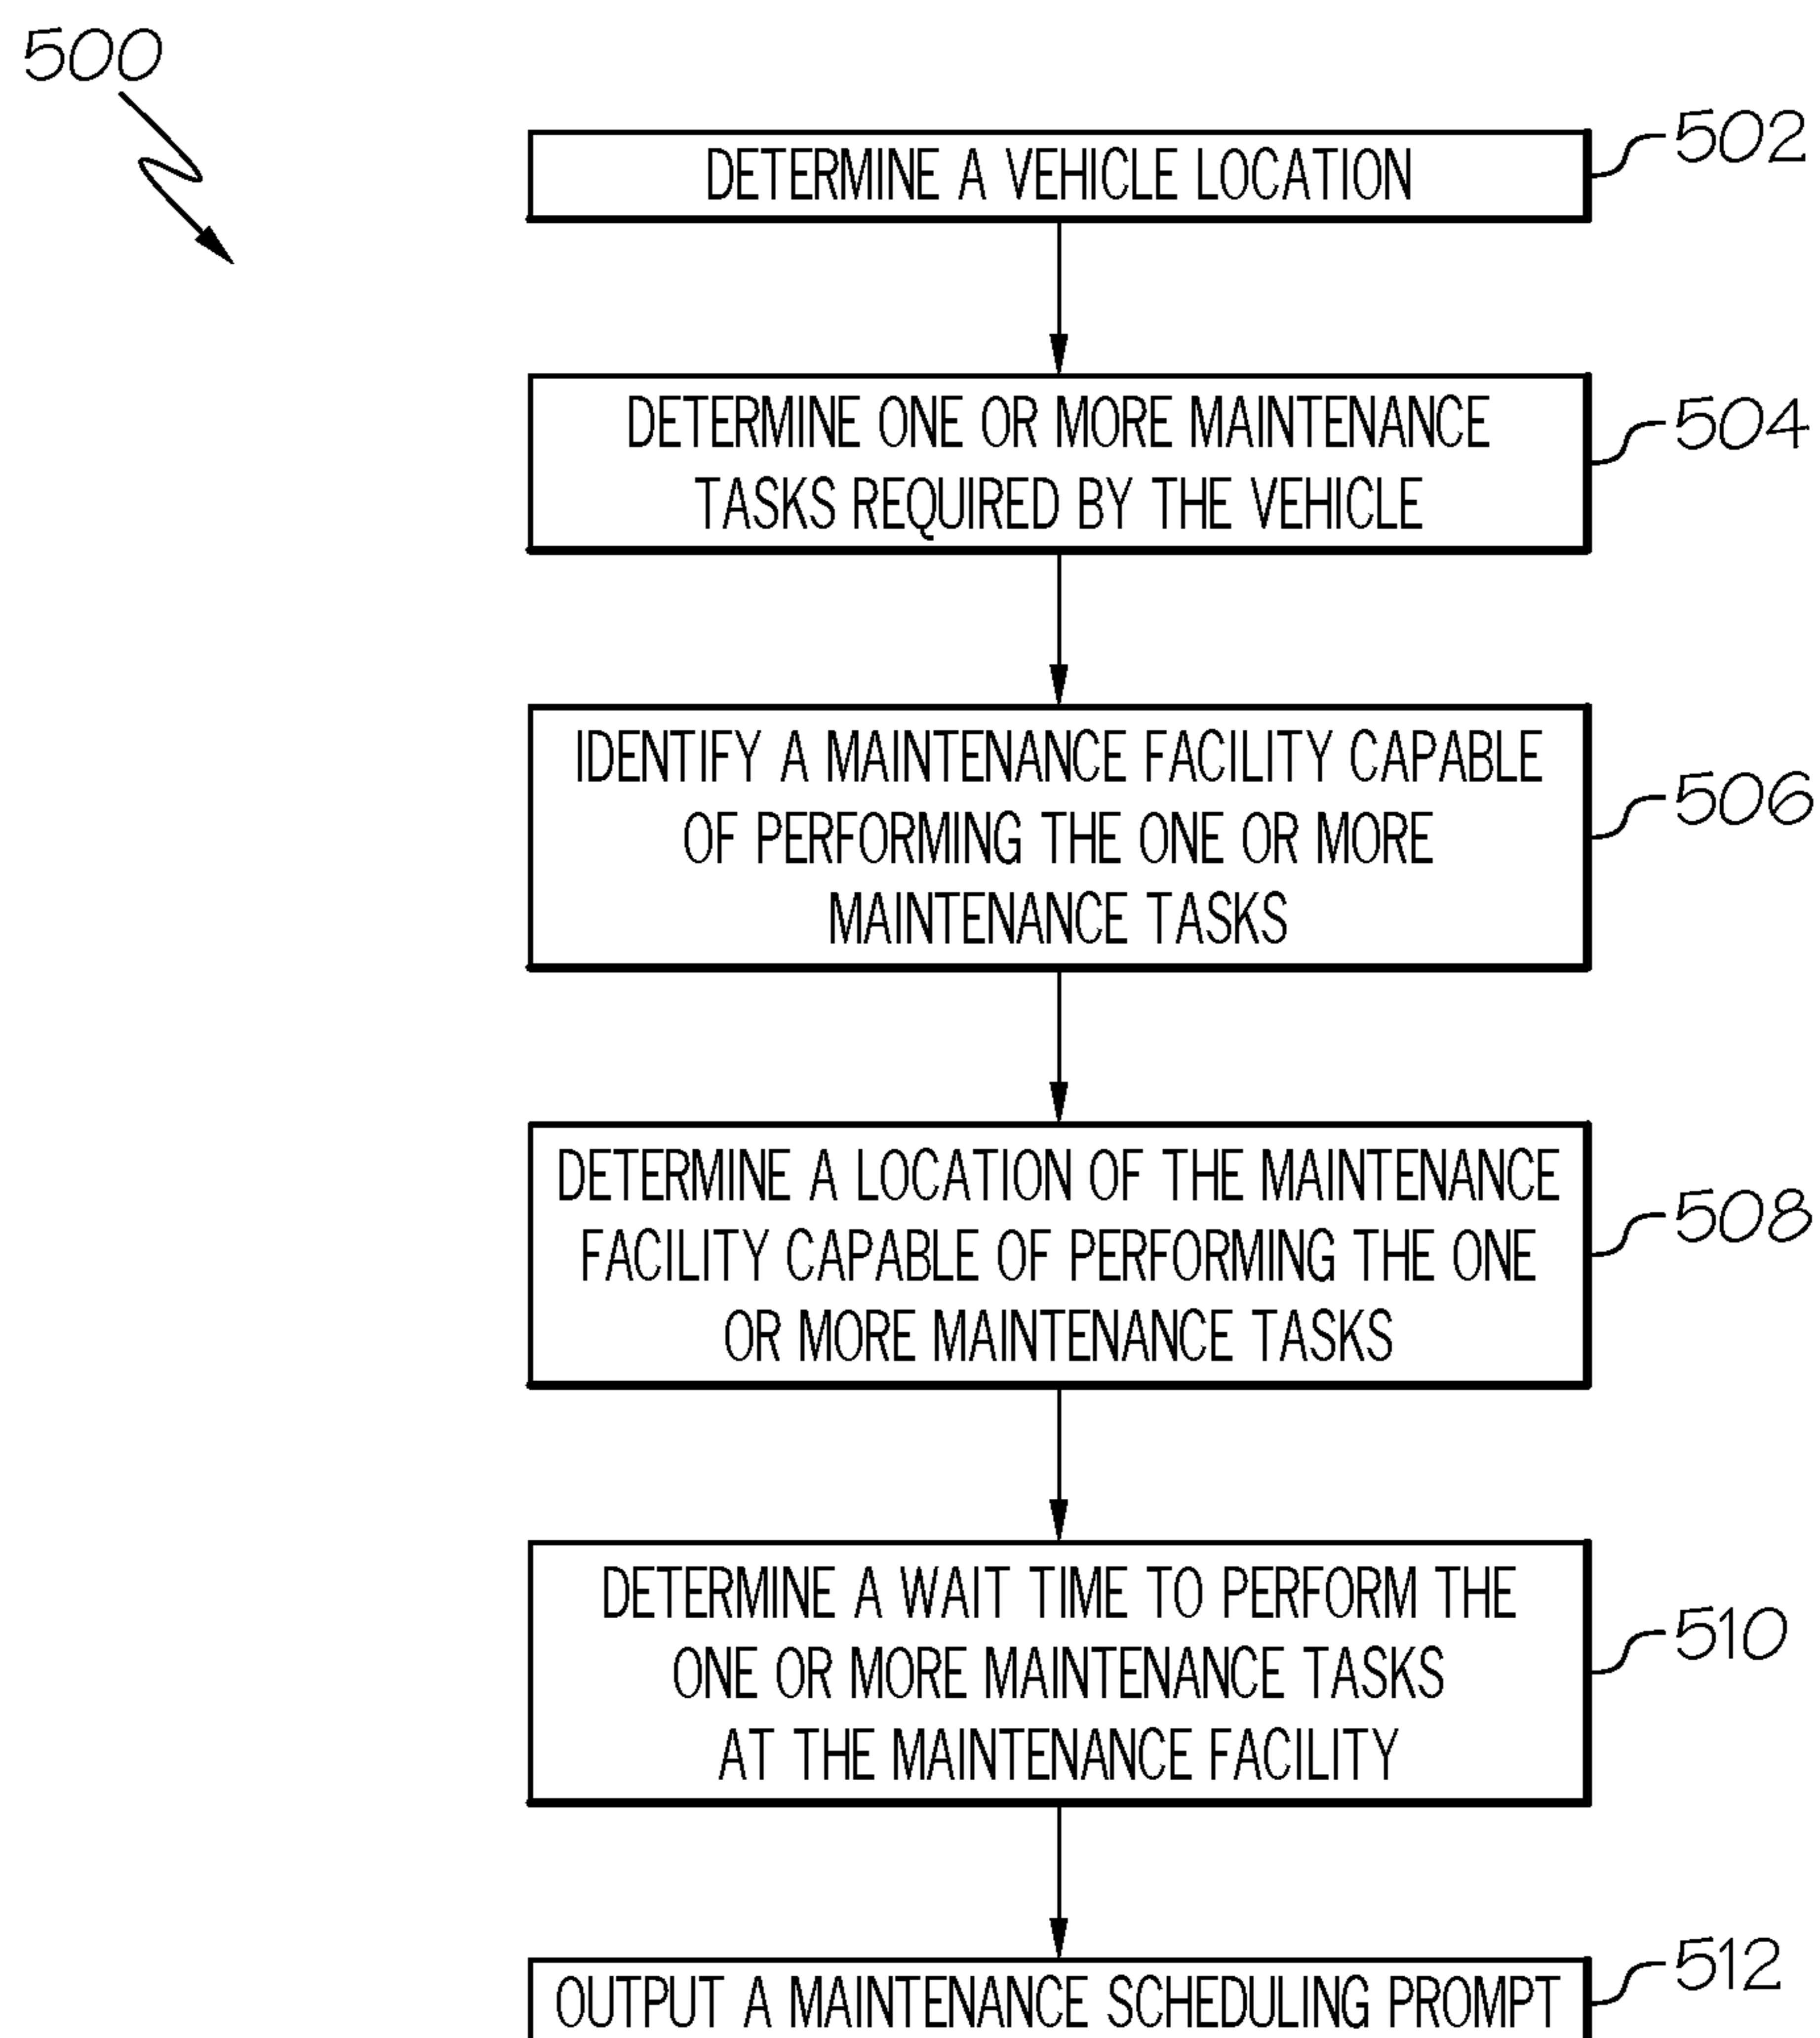 500
DETERMINE A VEHICLE LOCATION
502
DETERMINE ONE OR MORE MAINTENANCE
TASKS REQUIRED BY THE VEHICLE
504
IDENTIFY A MAINTENANCE FACILITY CAPABLE
OF PERFORMING THE ONE OR MORE
MAINTENANCE TASKS
506
DETERMINE A LOCATION OF THE MAINTENANCE
FACILITY CAPABLE OF PERFORMING THE ONE
OR MORE MAINTENANCE TASKS
508
DETERMINE A WAIT TIME TO PERFORM THE
ONE OR MORE MAINTENANCE TASKS
AT THE MAINTENANCE FACILITY
510
OUTPUT A MAINTENANCE SCHEDULING PROMPT
512